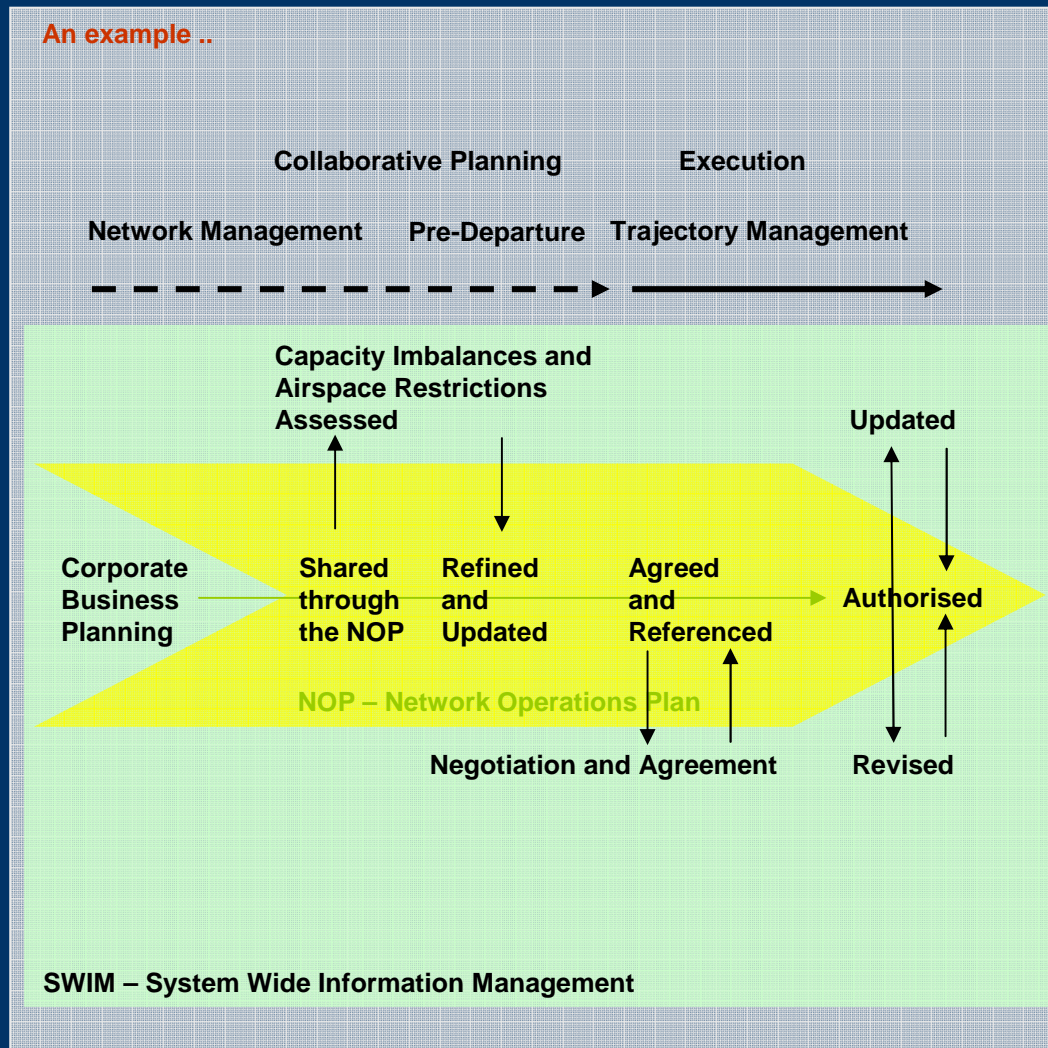 An example ..
Collaborative Planning
Execution
Network Management
Pre-Departure
Trajectory Management
Capacity Imbalances and
Airspace Restrictions
Assessed
Updated
Corporate
Business
Planning
Shared
through
the NOP
Refined
and
Updated
Agreed
and
Referenced
Authorised
NOP – Network Operations Plan
Negotiation and Agreement
Revised
SWIM – System Wide Information Management